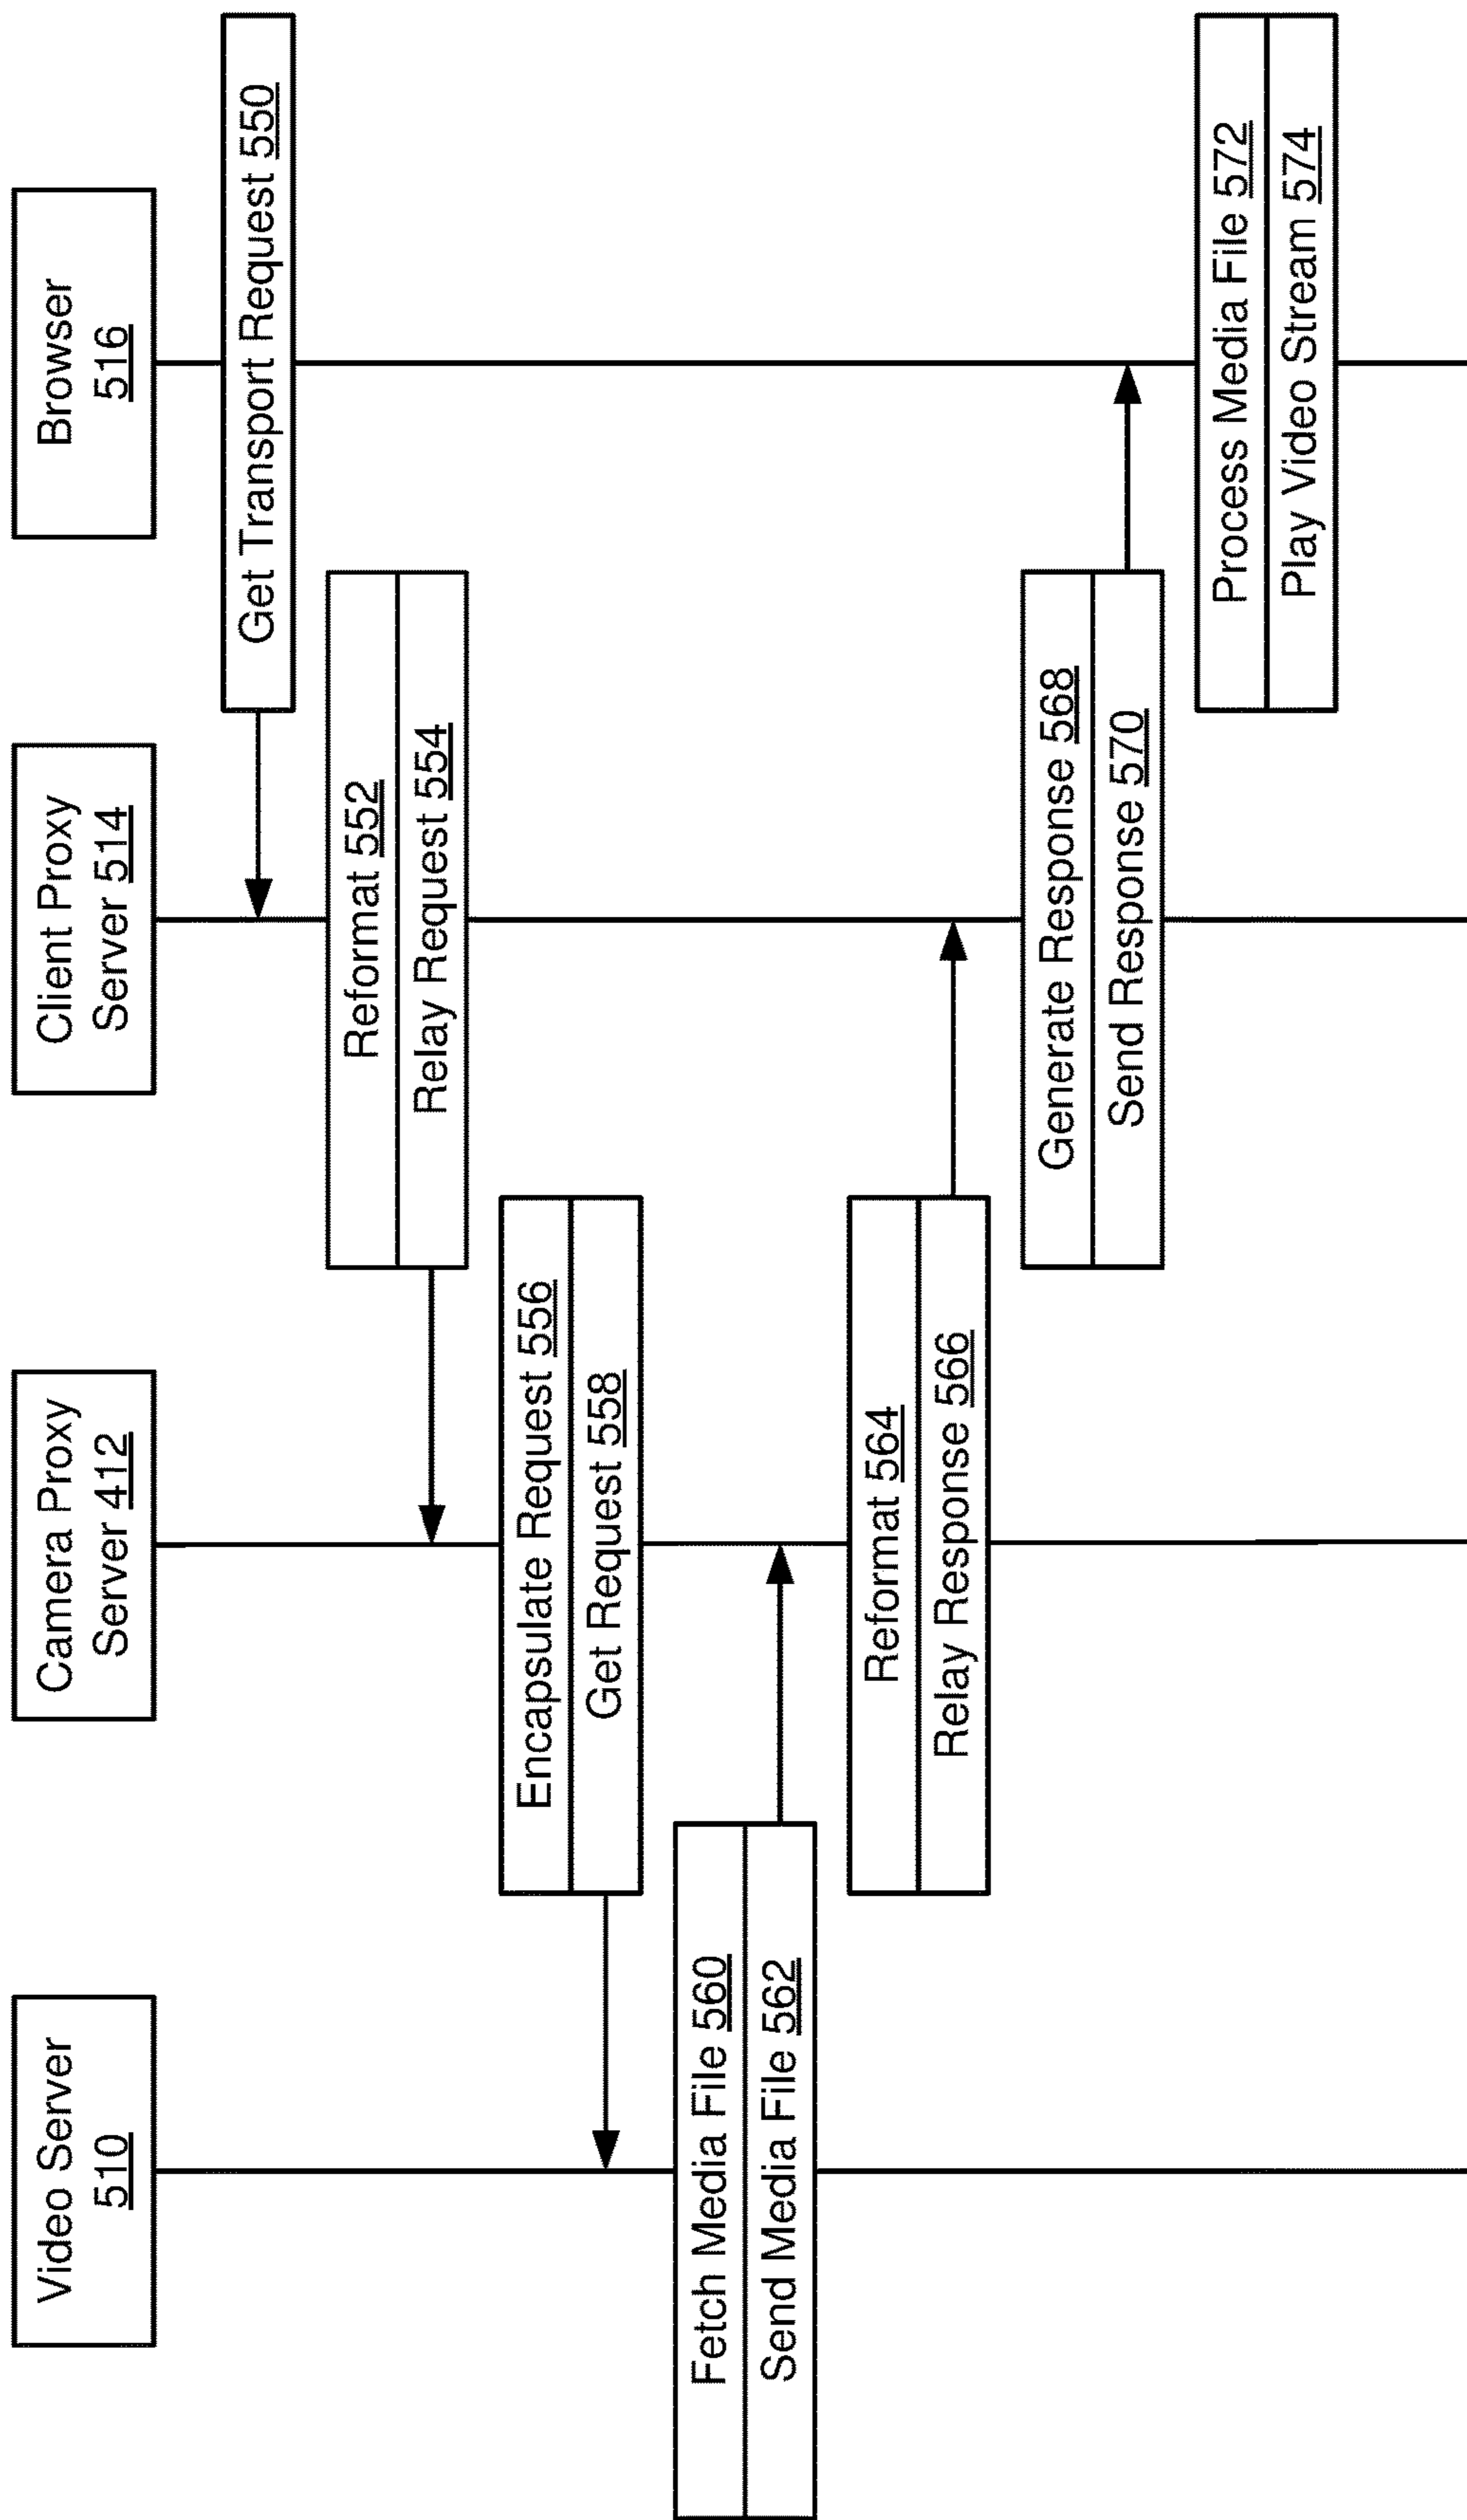 Video Server
510
Camera Proxy
Server 412
Client Proxy
Server 514
Browser
516
Get Transport Request 550
Reformat 552
Relay Request 554
Encapsulate Request 556
Get Request 558
Fetch Media File 560
Send Media File 562
Reformat 564
Relay Response 566
Generate Response 568
Send Response 570
Process Media File 572
Play Video Stream 574